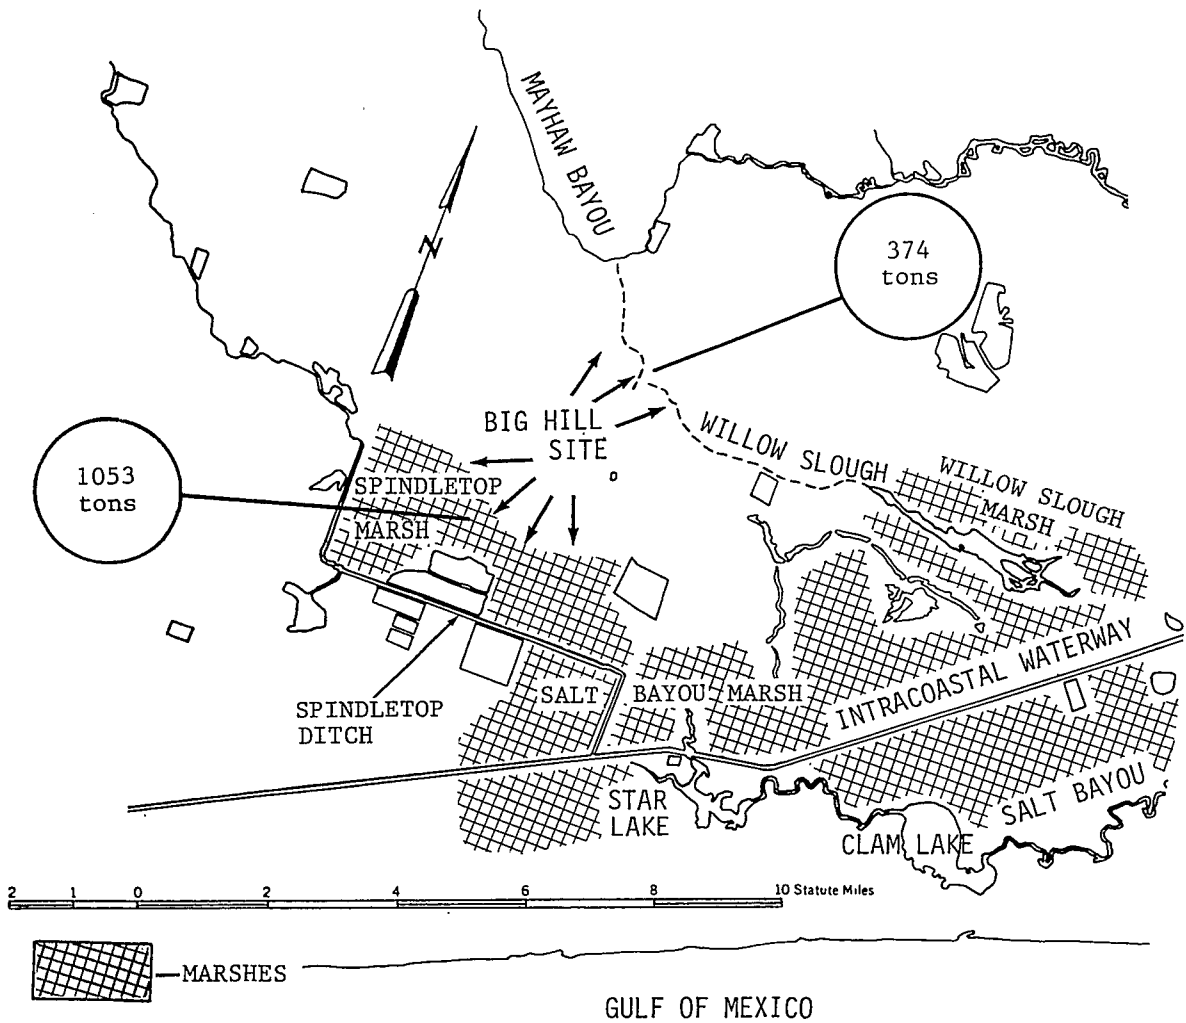 MAYHAW BAYOU
N
374
tons
BIG HILL
SITE
WILLOW SLOUGH
WILLOW SLOUGH
MARSH
1053
tons
SPINDLETOP
MARSH
SPINDLETOP
DITCH
SALT BAYOU MARSH
INTRACOASTAL WATERWAY
STAR
LAKE
CLAM LAKE
SALT BAYOU
2 1 0 2 4 6 8 10 Statute Miles
MARSHES
GULF OF MEXICO